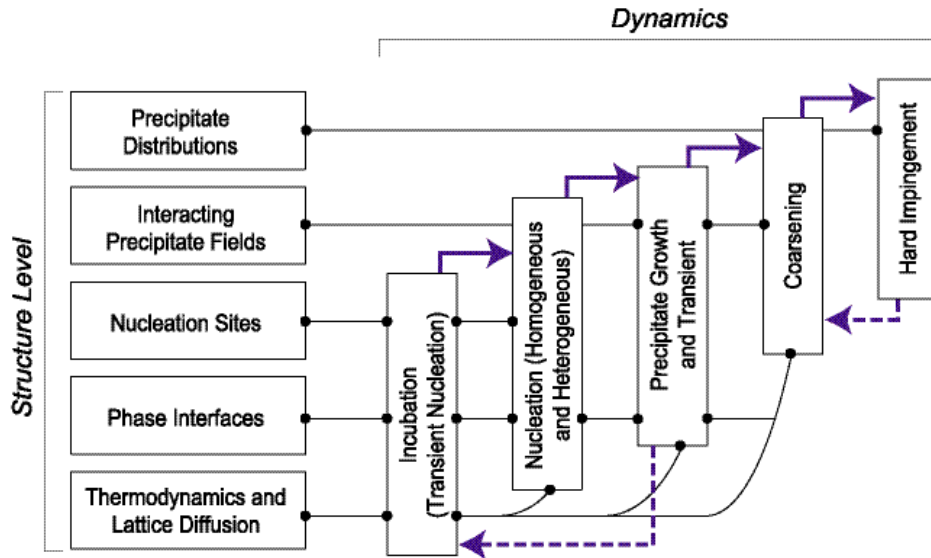 Dynamics
Structure Level
Precipitate
Distributions
Interacting
Precipitate Fields
Nucleation Sites
Phase Interfaces
Thermodynamics and
Lattice Diffusion
Incubation
(Transient Nucleation)
Nucleation (Homogeneous
and Heterogeneous)
Precipitate Growth
and Transient
Coarsening
Hard Impingement